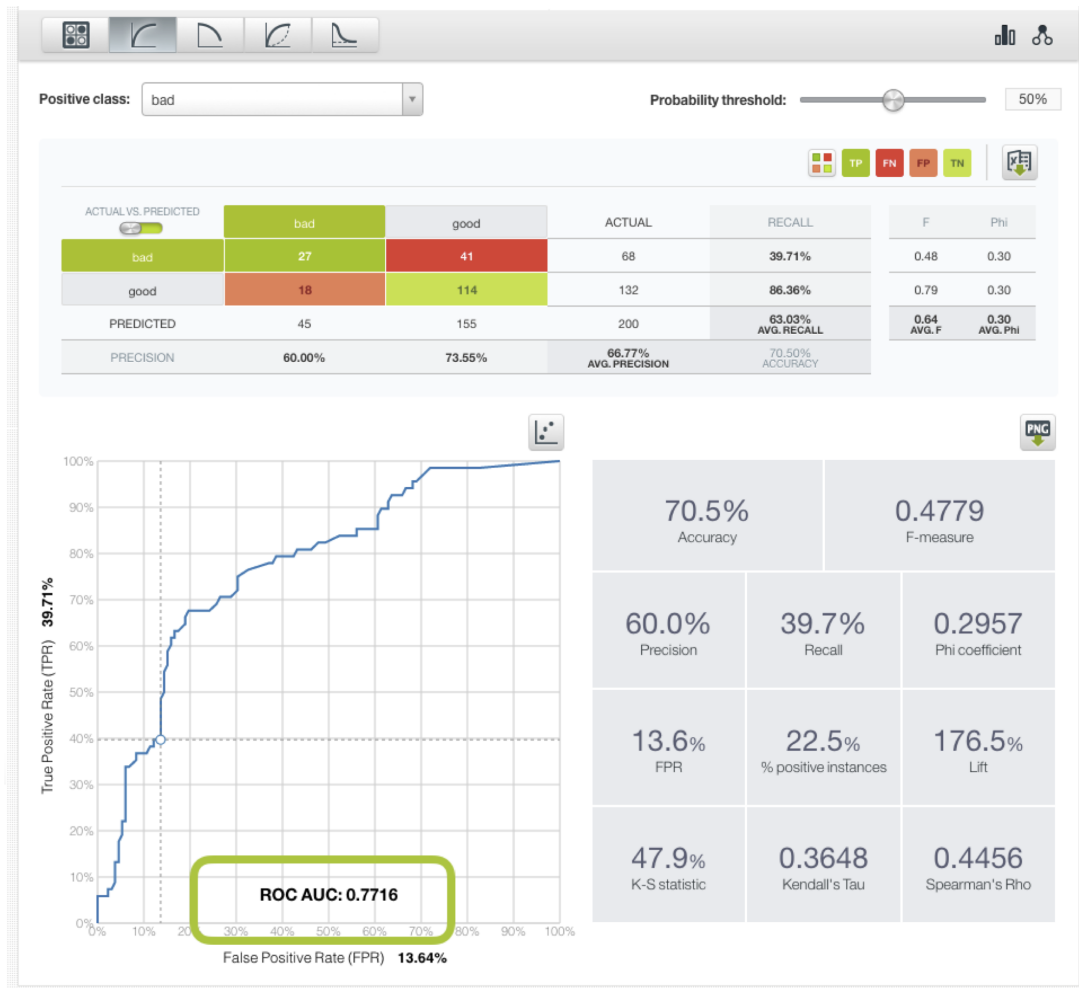 Positive class: bad Probability threshold: 50%
TP FN FP TN
ACTUAL VS. PREDICTED bad good ACTUAL RECALL F Phi
bad 27 41 68 39.71% 0.48 0.30
good 18 114 132 86.36% 0.79 0.30
PREDICTED 45 155 200 63.03% 0.64 0.30
AVG. RECALL AVG. F AVG. Phi
PRECISION 60.00% 73.55% 66.77% 70.50%
AVG. PRECISION ACCURACY
PNG
100%
90%
80%
70%
60%
50%
40%
30%
20%
10%
0%
True Positive Rate (TPR) 39.71%
ROC AUC: 0.7716
0% 10% 20 30% 40% 50% 60% 70% 80% 90% 100%
False Positive Rate (FPR) 13.64%
70.5% 0.4779
Accuracy F-measure
60.0% 39.7% 0.2957
Precision Recall Phi coefficient
13.6% 22.5% 176.5%
FPR % positive instances Lift
47.9% 0.3648 0.4456
K-S statistic Kendall's Tau Spearman's Rho